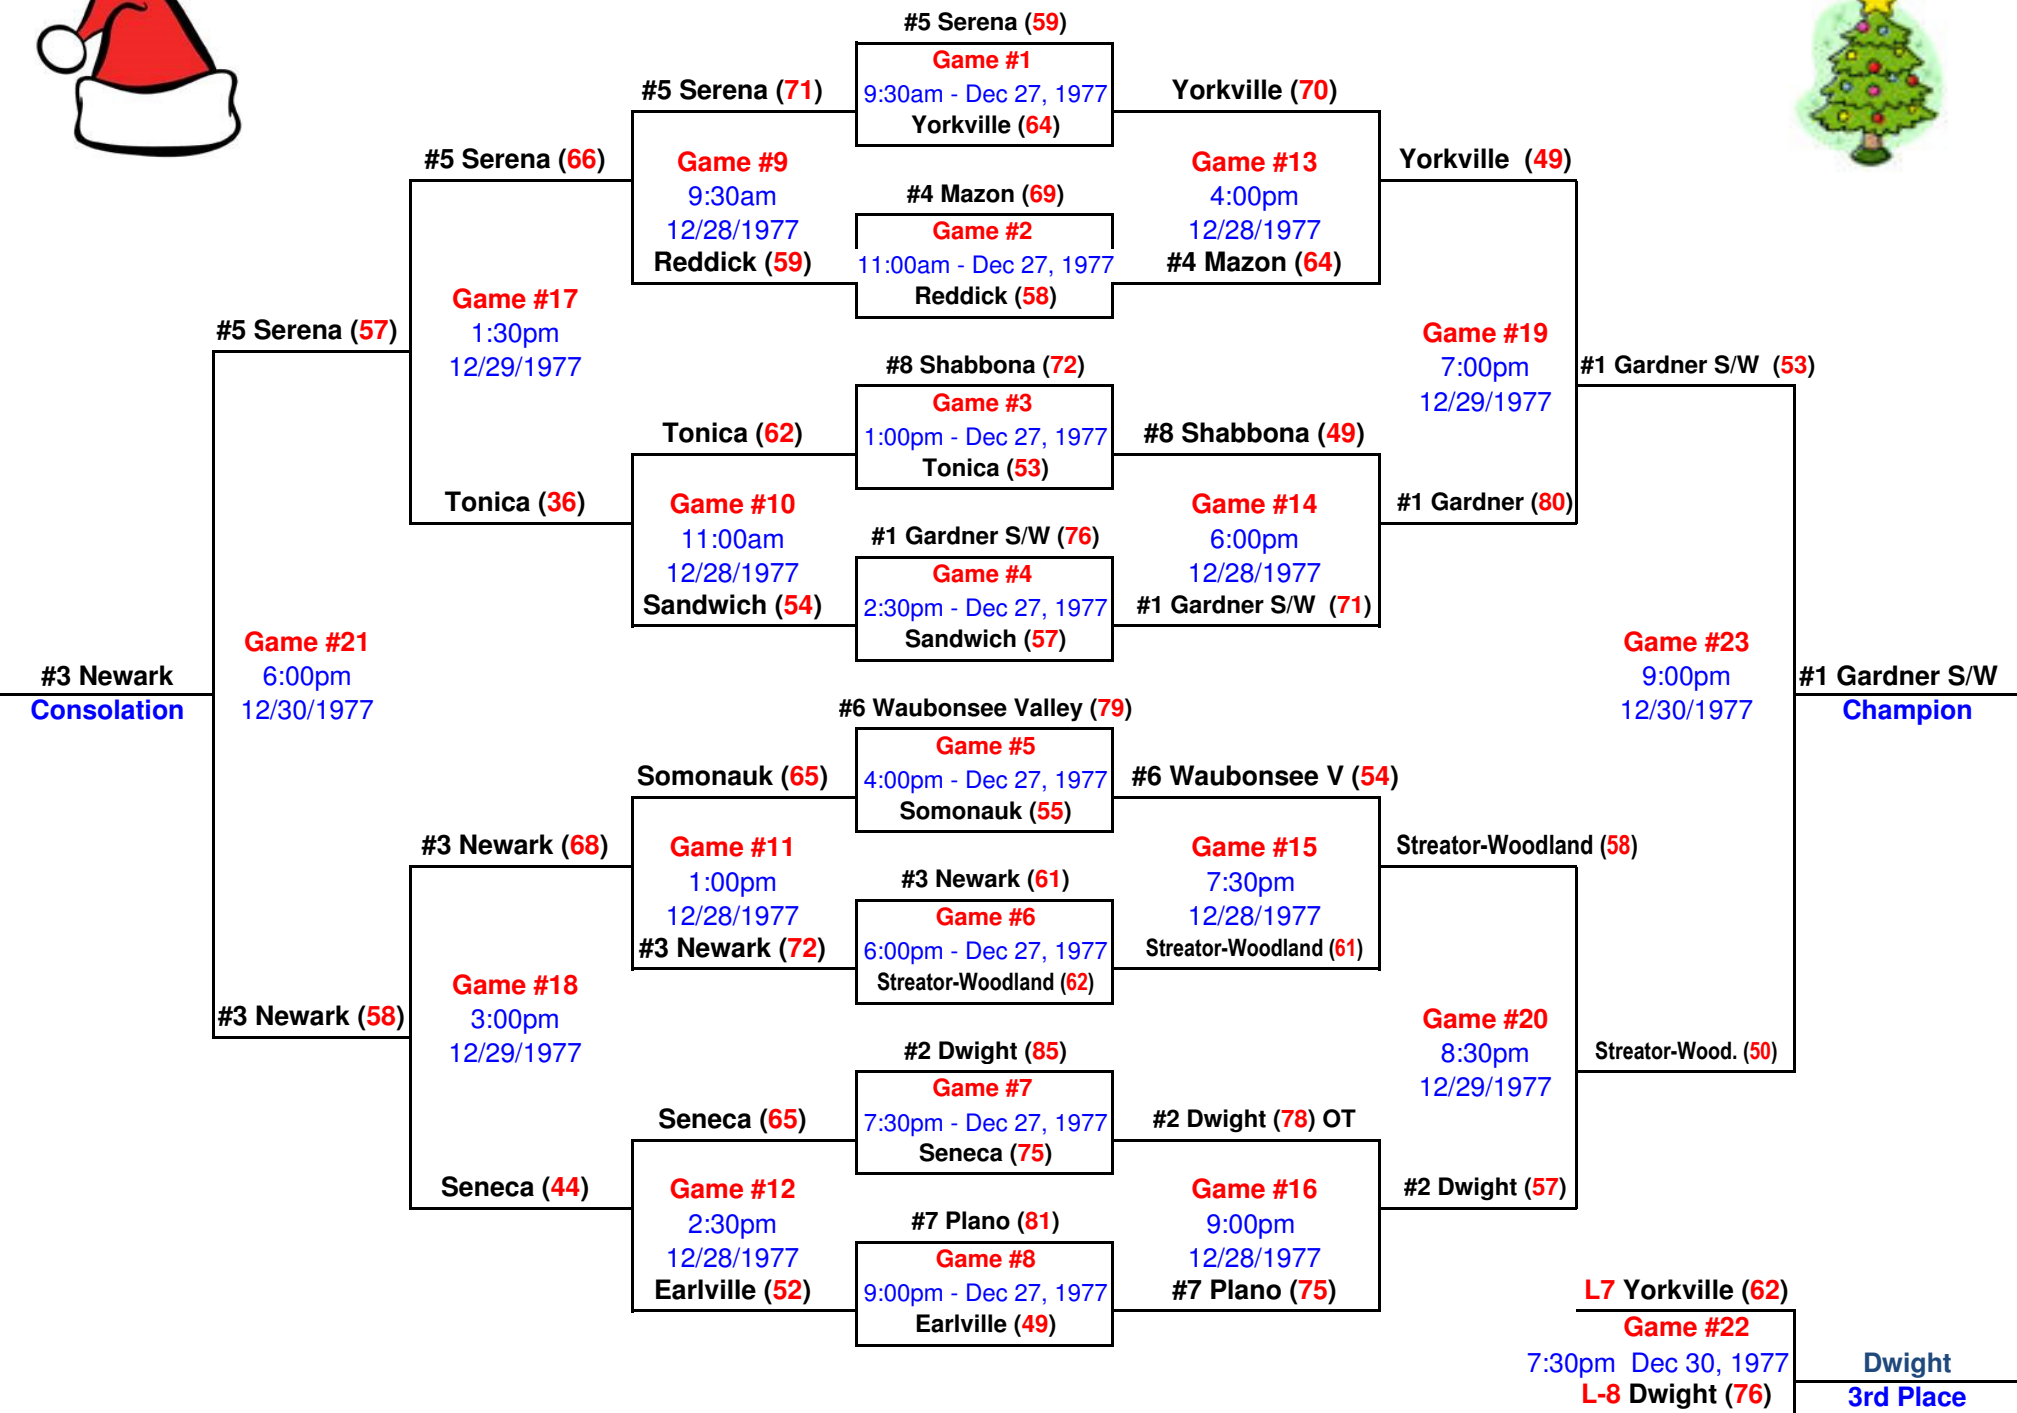 #5 Serena (59)
Game #1
#5 Serena (71)
9:30am - Dec 27, 1977
Yorkville (70)
Yorkville (64)
#5 Serena (66)
Game #9
Game #13
Yorkville (49)
9:30am
#4 Mazon (69)
4:00pm
12/28/1977
Game #2
12/28/1977
Reddick (59)
11:00am - Dec 27, 1977
#4 Mazon (64)
Game #17
Reddick (58)
#5 Serena (57)
1:30pm
Game #19
12/29/1977
#8 Shabbona (72)
7:00pm
#1 Gardner S/W (53)
Game #3
12/29/1977
Tonica (62)
1:00pm - Dec 27, 1977
#8 Shabbona (49)
Tonica (53)
Tonica (36)
Game #10
Game #14
#1 Gardner (80)
11:00am
#1 Gardner S/W (76)
6:00pm
12/28/1977
Game #4
12/28/1977
Sandwich (54)
2:30pm - Dec 27, 1977
#1 Gardner S/W (71)
Game #21
Sandwich (57)
Game #23
#3 Newark
6:00pm
9:00pm
#1 Gardner S/W
Consolation
12/30/1977
#6 Waubonsee Valley (79)
12/30/1977
Champion
Game #5
Somonauk (65)
4:00pm - Dec 27, 1977
#6 Waubonsee V (54)
Somonauk (55)
#3 Newark (68)
Game #11
Game #15
Streator-Woodland (58)
1:00pm
#3 Newark (61)
7:30pm
12/28/1977
Game #6
12/28/1977
#3 Newark (72)
6:00pm - Dec 27, 1977
Streator-Woodland (61)
Game #18
Streator-Woodland (62)
#3 Newark (58)
3:00pm
Game #20
12/29/1977
#2 Dwight (85)
8:30pm
Streator-Wood. (50)
Game #7
12/29/1977
Seneca (65)
7:30pm - Dec 27, 1977
#2 Dwight (78) OT
Seneca (75)
Seneca (44)
Game #12
Game #16
#2 Dwight (57)
2:30pm
#7 Plano (81)
9:00pm
12/28/1977
Game #8
12/28/1977
Earlville (52)
9:00pm - Dec 27, 1977
#7 Plano (75)
L7 Yorkville (62)
Earlville (49)
Game #22
7:30pm Dec 30, 1977
Dwight
L-8 Dwight (76)
3rd Place